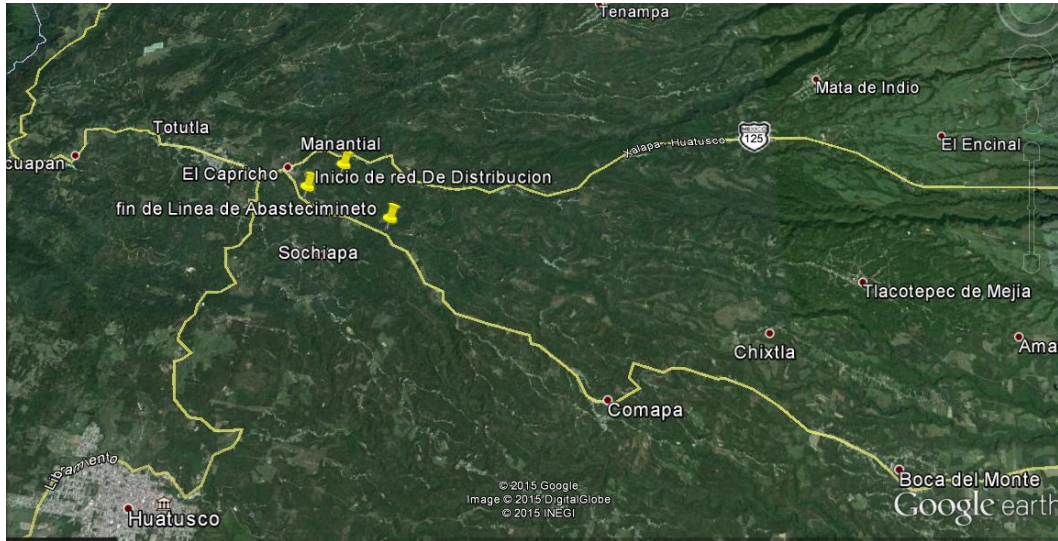 Tenampa
Mata de Indio
MEXICO
125
El Encinal
Totutla
Manantial
Xalapa-Huatusco
cuapan
El Capricho
Inicio de red De Distribucion
fin de Linea de Abastecimineto
Sochiapa
Tlacotepec de Mejia
Chixtla
Ama
Comapa
Libramiento
Boca del Monte
© 2015 Google
Image © 2015 DigitalGlobe
© 2015 INEGI
Google earth
Huatusco